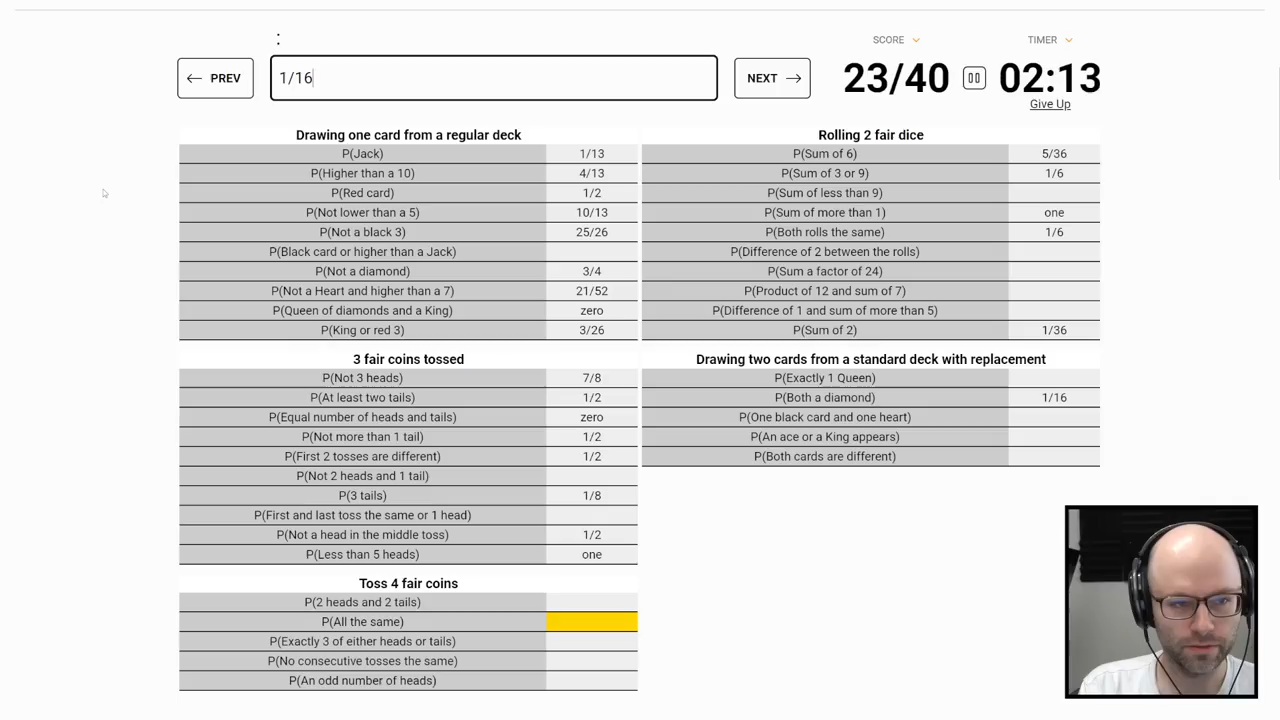 :
SCORE
TIMER
← PREV
1/16
NEXT →
23/40
02:13
Give Up
Drawing one card from a regular deck
P(Jack) 1/13
P(Higher than a 10) 4/13
P(Red card) 1/2
P(Not lower than a 5) 10/13
P(Not a black 3) 25/26
P(Black card or higher than a Jack)
P(Not a diamond) 3/4
P(Not a Heart and higher than a 7) 21/52
P(Queen of diamonds and a King) zero
P(King or red 3) 3/26
3 fair coins tossed
P(Not 3 heads) 7/8
P(At least two tails) 1/2
P(Equal number of heads and tails) zero
P(Not more than 1 tail) 1/2
P(First 2 tosses are different) 1/2
P(Not 2 heads and 1 tail)
P(3 tails) 1/8
P(First and last toss the same or 1 head)
P(Not a head in the middle toss) 1/2
P(Less than 5 heads) one
Toss 4 fair coins
P(2 heads and 2 tails)
P(All the same)
P(Exactly 3 of either heads or tails)
P(No consecutive tosses the same)
P(An odd number of heads)
Rolling 2 fair dice
P(Sum of 6) 5/36
P(Sum of 3 or 9) 1/6
P(Sum of less than 9)
P(Sum of more than 1) one
P(Both rolls the same) 1/6
P(Difference of 2 between the rolls)
P(Sum a factor of 24)
P(Product of 12 and sum of 7)
P(Difference of 1 and sum of more than 5)
P(Sum of 2) 1/36
Drawing two cards from a standard deck with replacement
P(Exactly 1 Queen)
P(Both a diamond) 1/16
P(One black card and one heart)
P(An ace or a King appears)
P(Both cards are different)